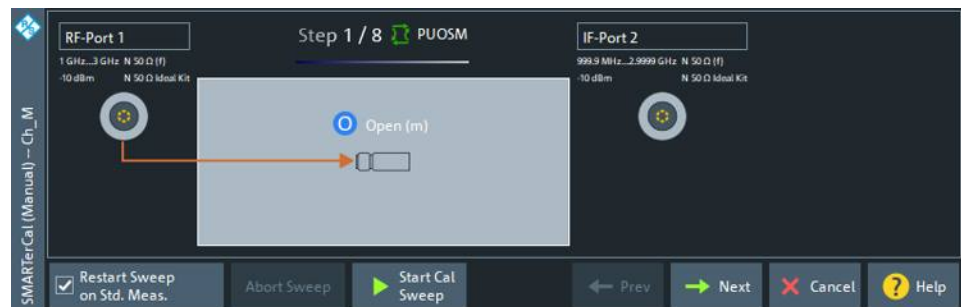 SMARTerCal (Manual) – Ch_M
RF-Port 1
1 GHz...3 GHz N 50 Ω (f)
-10 dBm N 50 Ω Ideal Kit
Step 1 / 8 PUOSM
O Open (m)
IF-Port 2
999.9 MHz...2.9999 GHz N 50 Ω (f)
-10 dBm N 50 Ω Ideal Kit
Restart Sweep
on Std. Meas.
Abort Sweep
Start Cal
Sweep
Prev
Next
Cancel
? Help